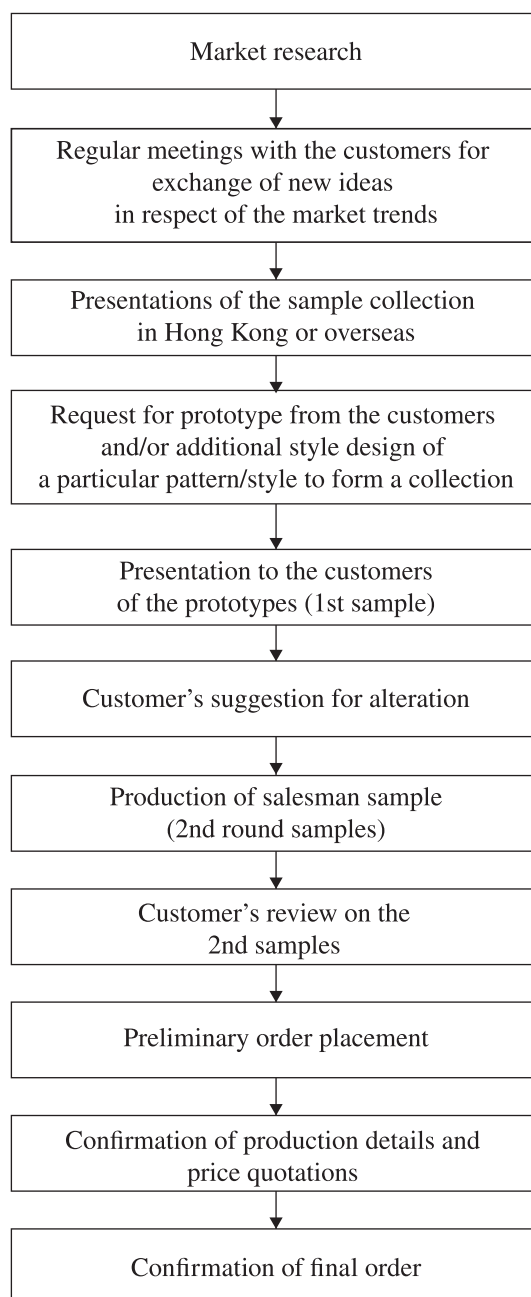 Market research
Regular meetings with the customers for
exchange of new ideas
in respect of the market trends
Presentations of the sample collection
in Hong Kong or overseas
Request for prototype from the customers
and/or additional style design of
a particular pattern/style to form a collection
Presentation to the customers
of the prototypes (1st sample)
Customer’s suggestion for alteration
Production of salesman sample
(2nd round samples)
Customer’s review on the
2nd samples
Preliminary order placement
Confirmation of production details and
price quotations
Confirmation of final order